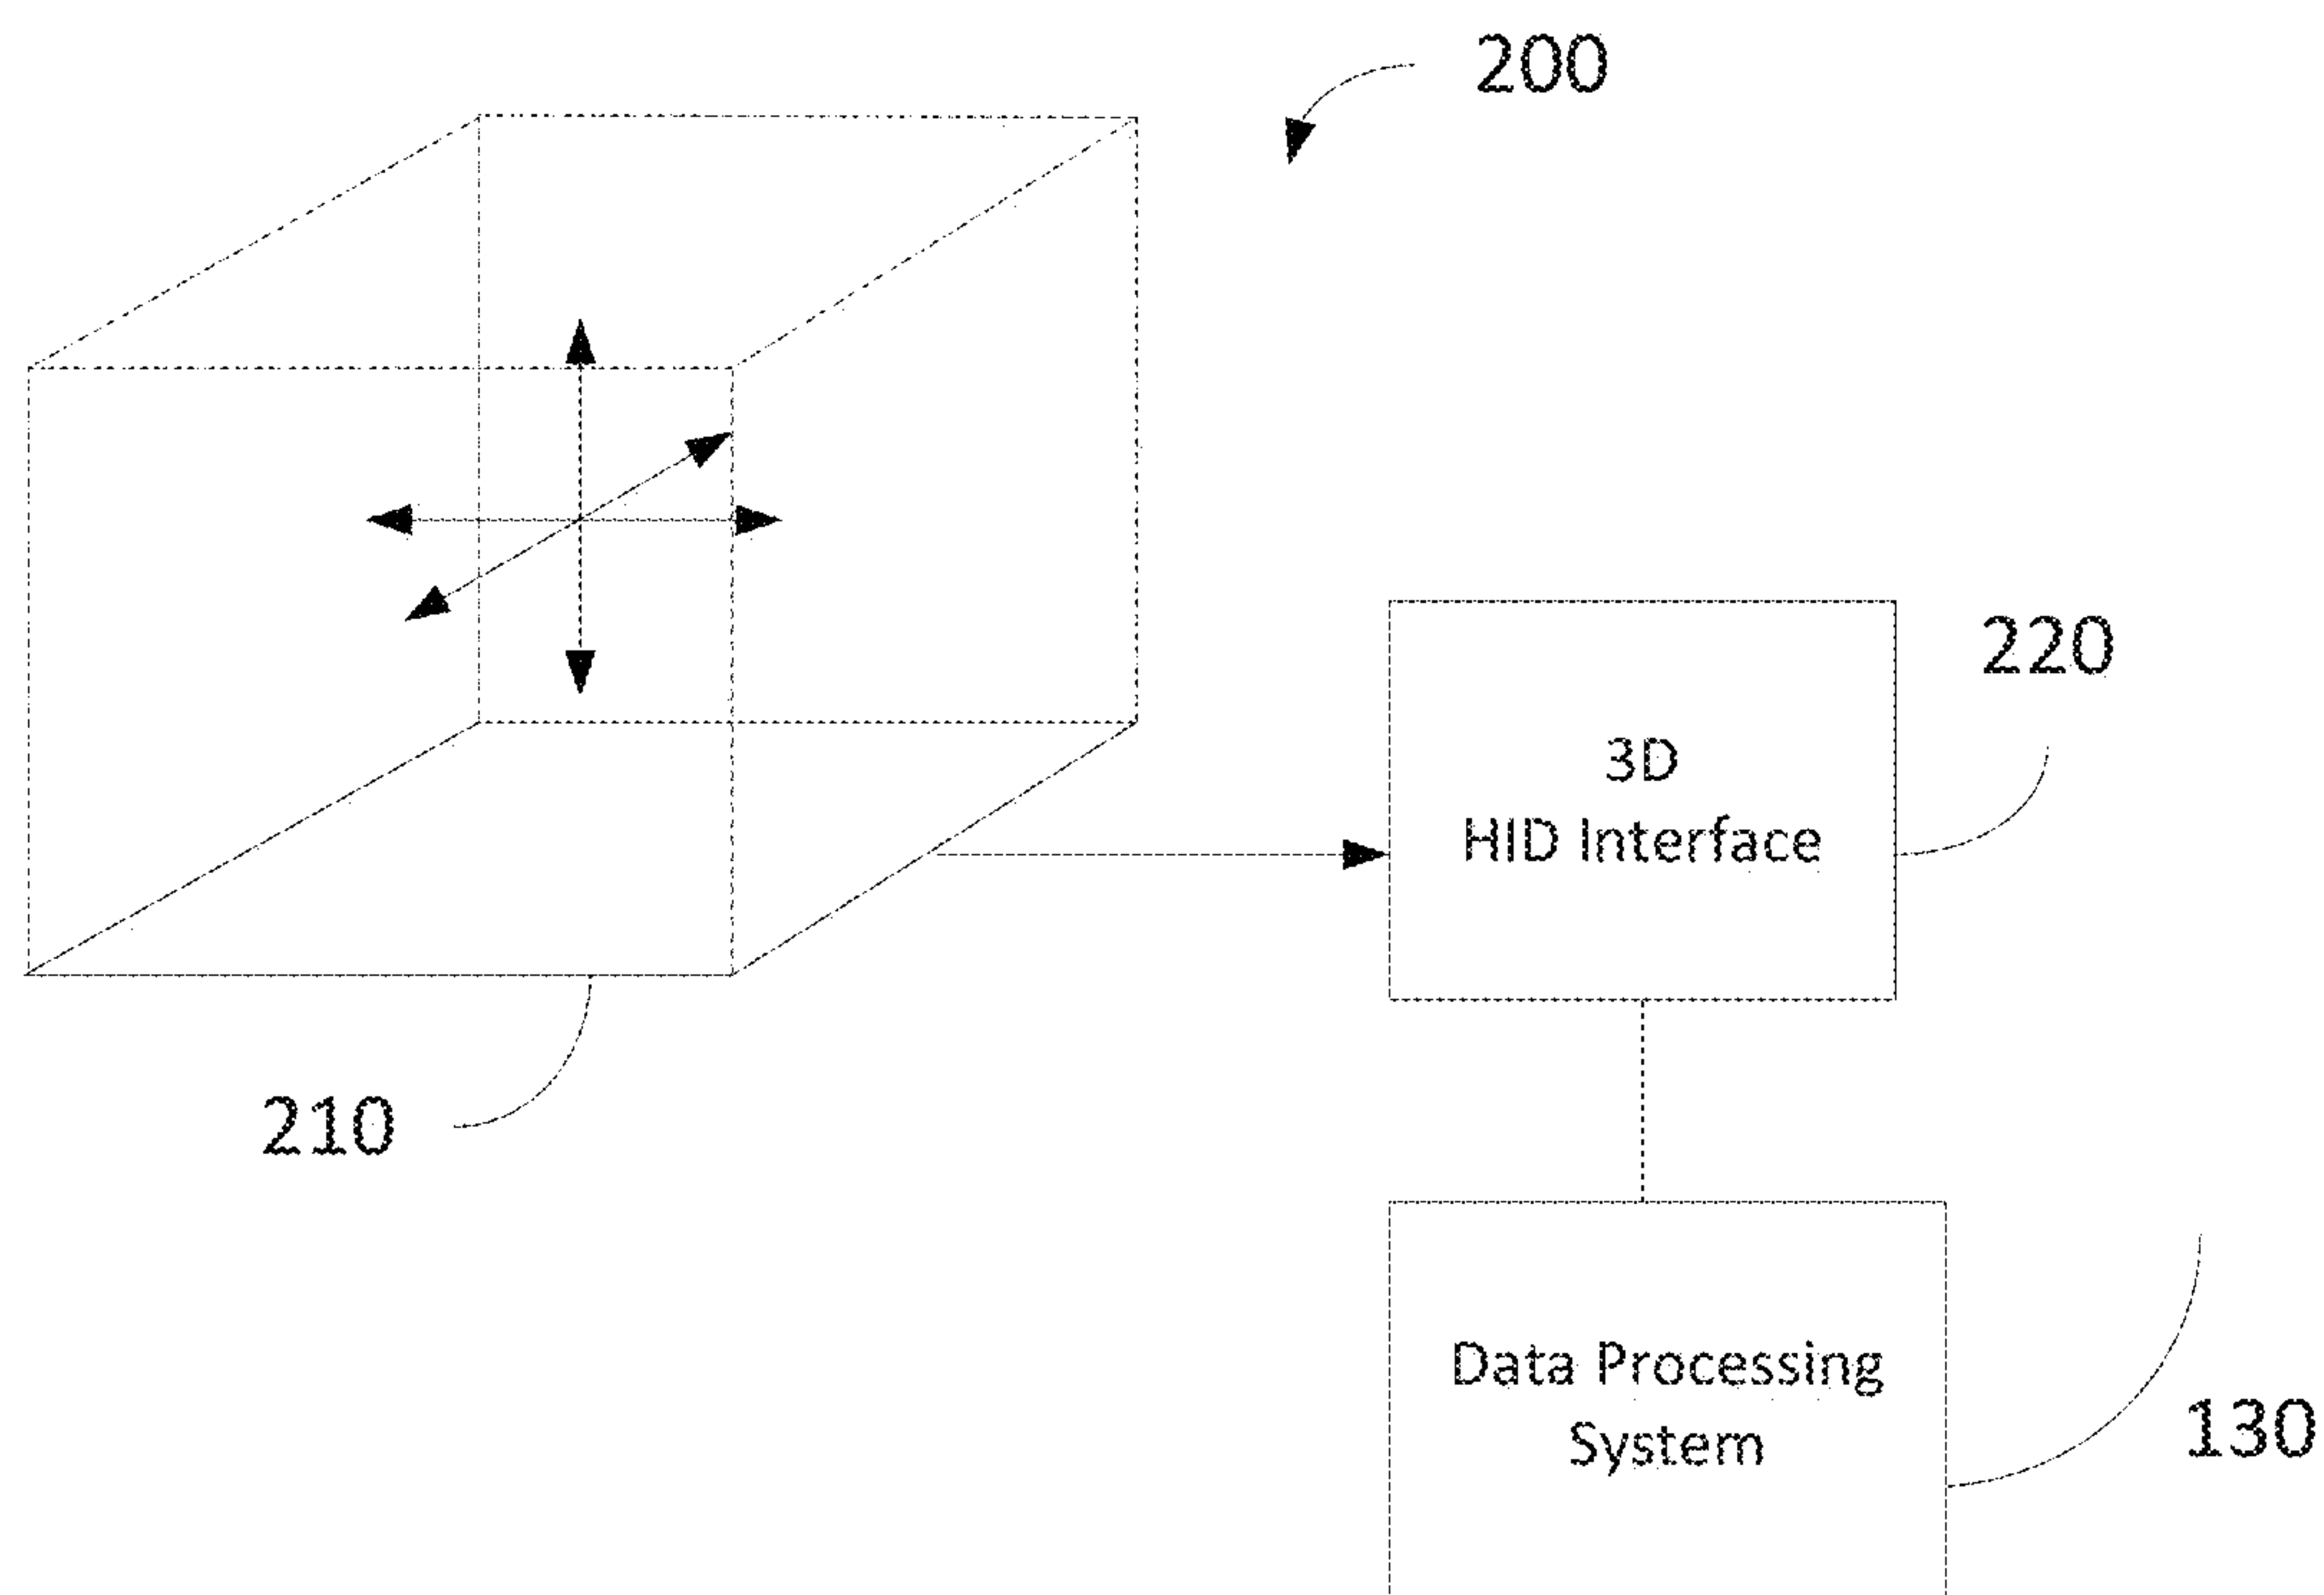 200
220
3D
HID Interface
210
Data Processing
System
130